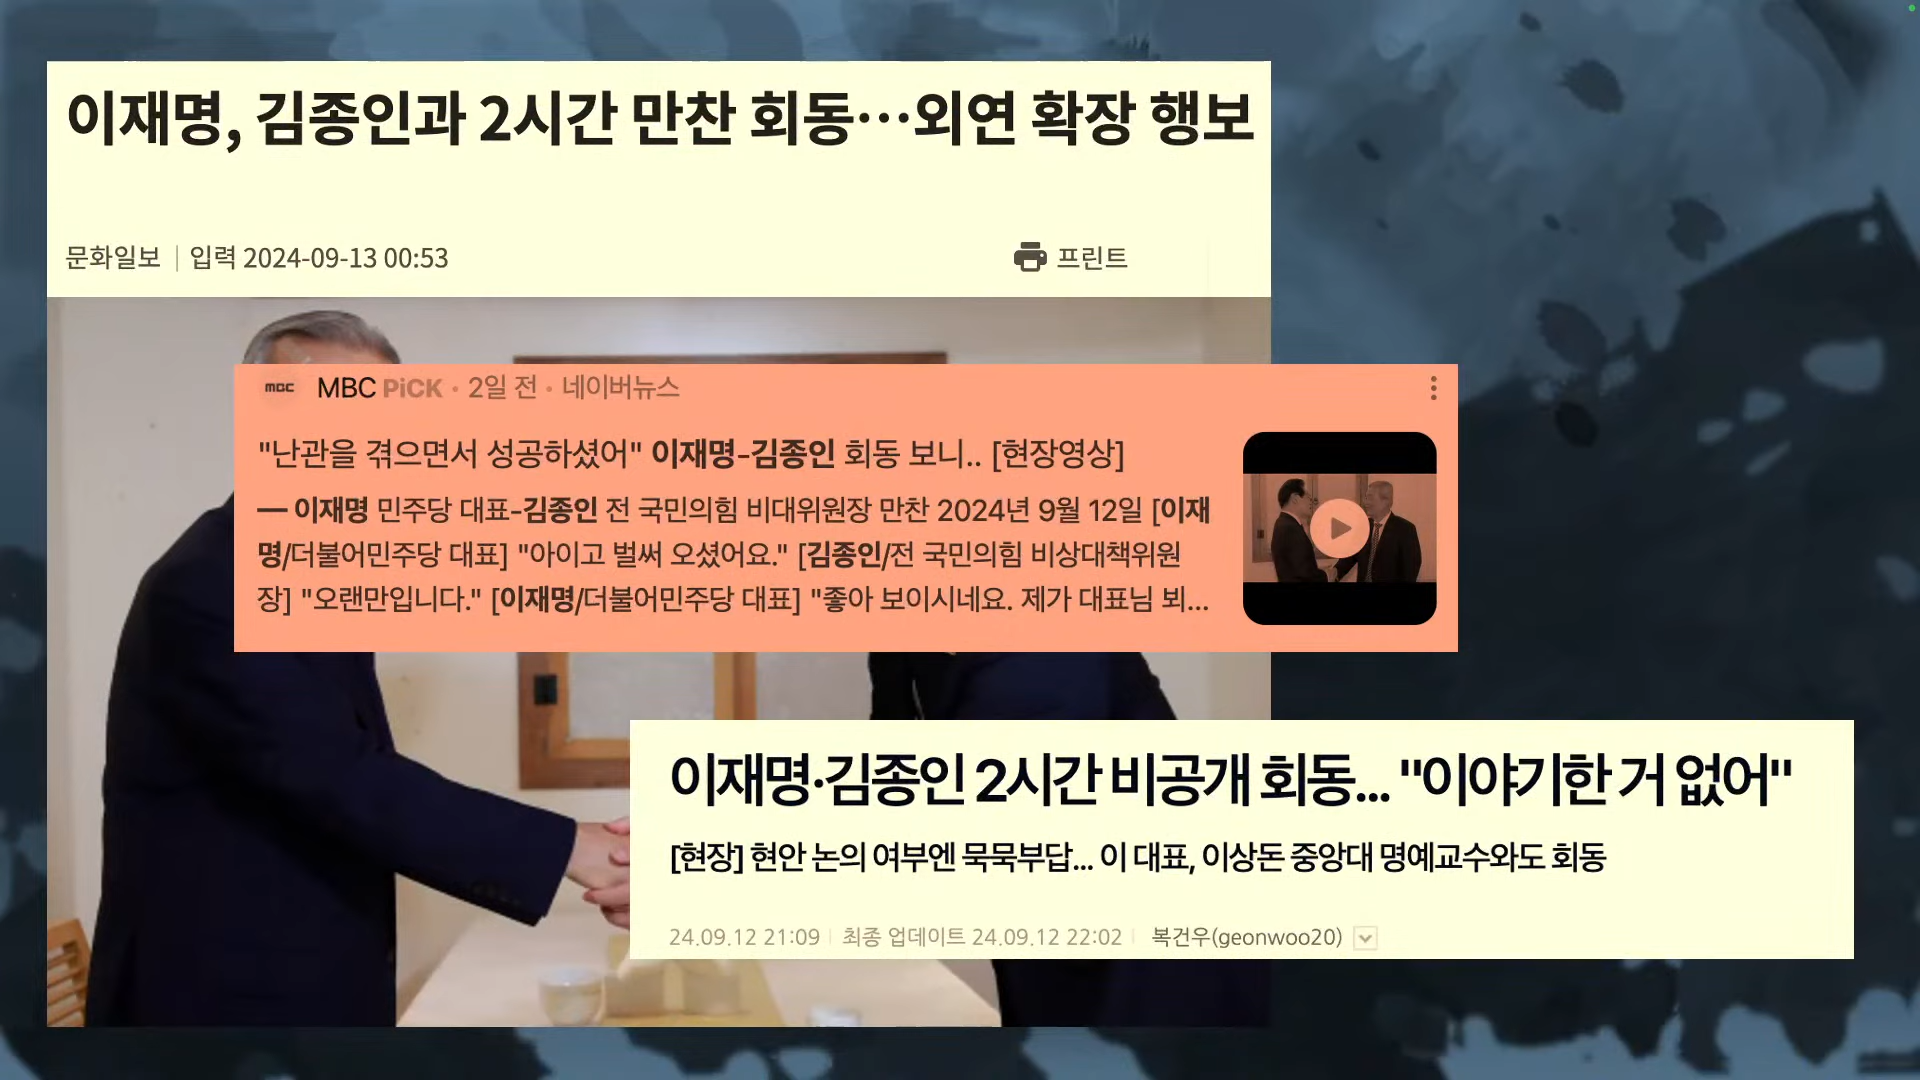 이재명, 김종인과 2시간 만찬 회동…외연 확장 행보
문화일보 | 입력 2024-09-13 00:53
프린트
mbc MBC PiCK · 2일 전 · 네이버뉴스
"난관을 겪으면서 성공하셨어" 이재명-김종인 회동 보니.. [현장영상]
— 이재명 민주당 대표-김종인 전 국민의힘 비대위원장 만찬 2024년 9월 12일 [이재
명/더불어민주당 대표] "아이고 벌써 오셨어요." [김종인/전 국민의힘 비상대책위원
장] "오랜만입니다." [이재명/더불어민주당 대표] "좋아 보이시네요. 제가 대표님 뵈...
이재명·김종인 2시간 비공개 회동... "이야기한 거 없어"
[현장] 현안 논의 여부엔 묵묵부답... 이 대표, 이상돈 중앙대 명예교수와도 회동
24.09.12 21:09 | 최종 업데이트 24.09.12 22:02 | 복건우(geonwoo20)